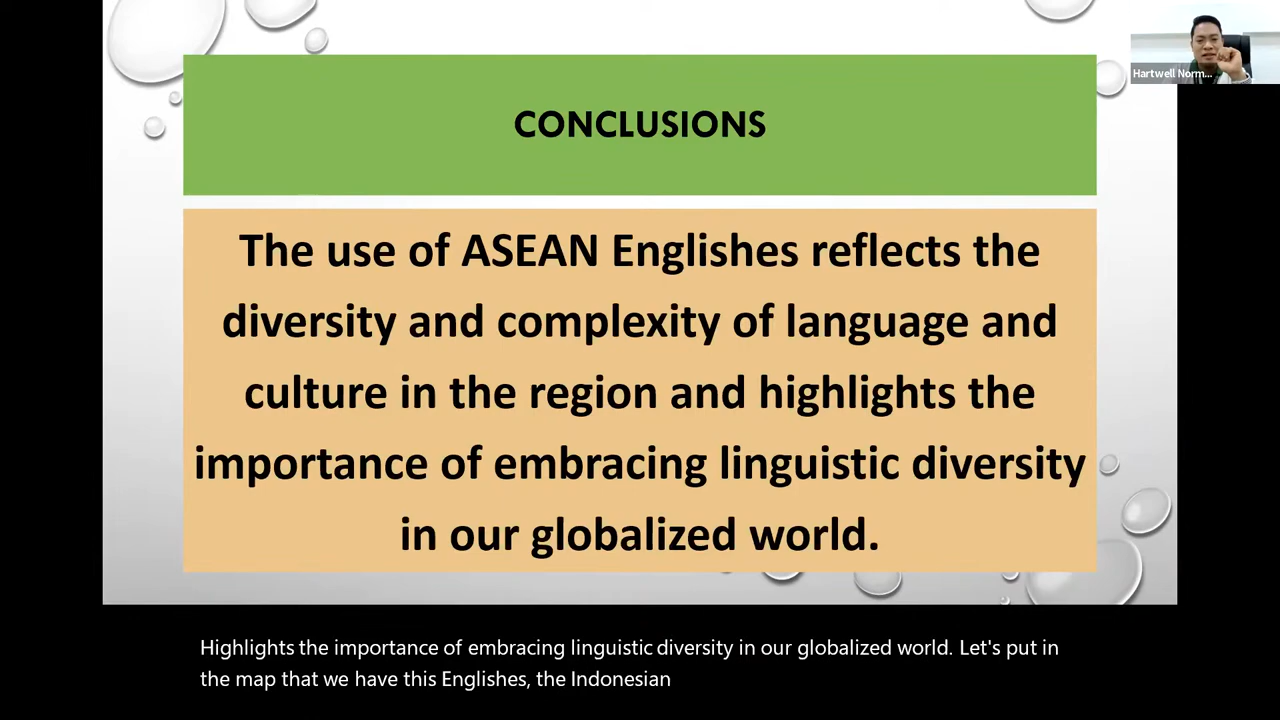 Hartwell Norm...
CONCLUSIONS
The use of ASEAN Englishes reflects the
diversity and complexity of language and
culture in the region and highlights the
importance of embracing linguistic diversity
in our globalized world.
Highlights the importance of embracing linguistic diversity in our globalized world. Let's put in
the map that we have this Englishes, the Indonesian